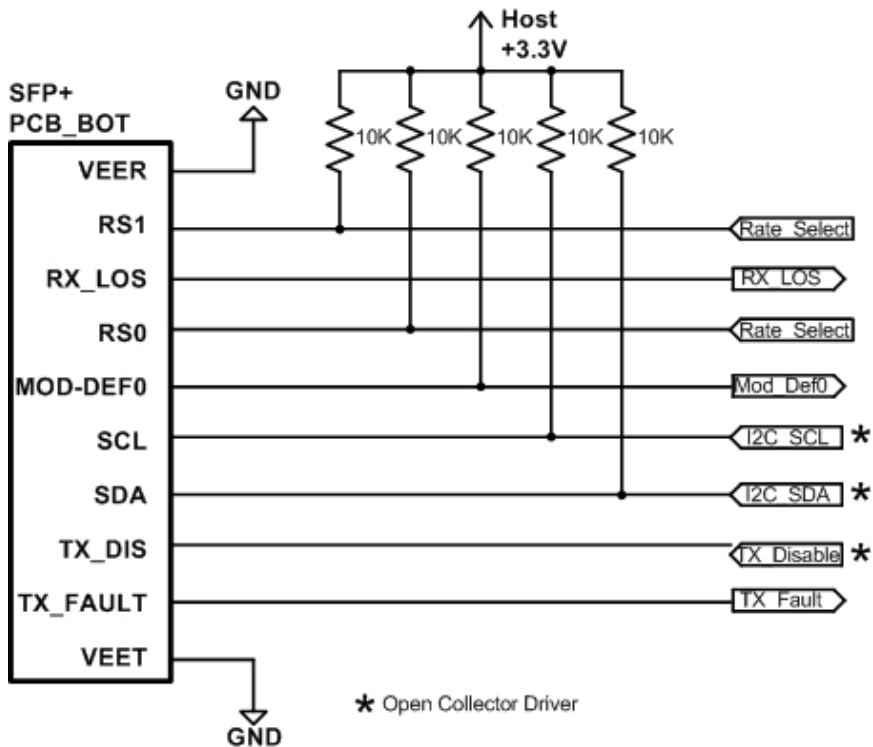 Host
+3.3V
SFP+
PCB_BOT
GND
10K 10K 10K 10K 10K
VEER
RS1 Rate_Select
RX_LOS RX_LOS
RS0 Rate_Select
MOD-DEF0 Mod_Def0
SCL I2C_SCL *
SDA I2C_SDA *
TX_DIS TX_Disable *
TX_FAULT TX_Fault
VEET
* Open Collector Driver
GND